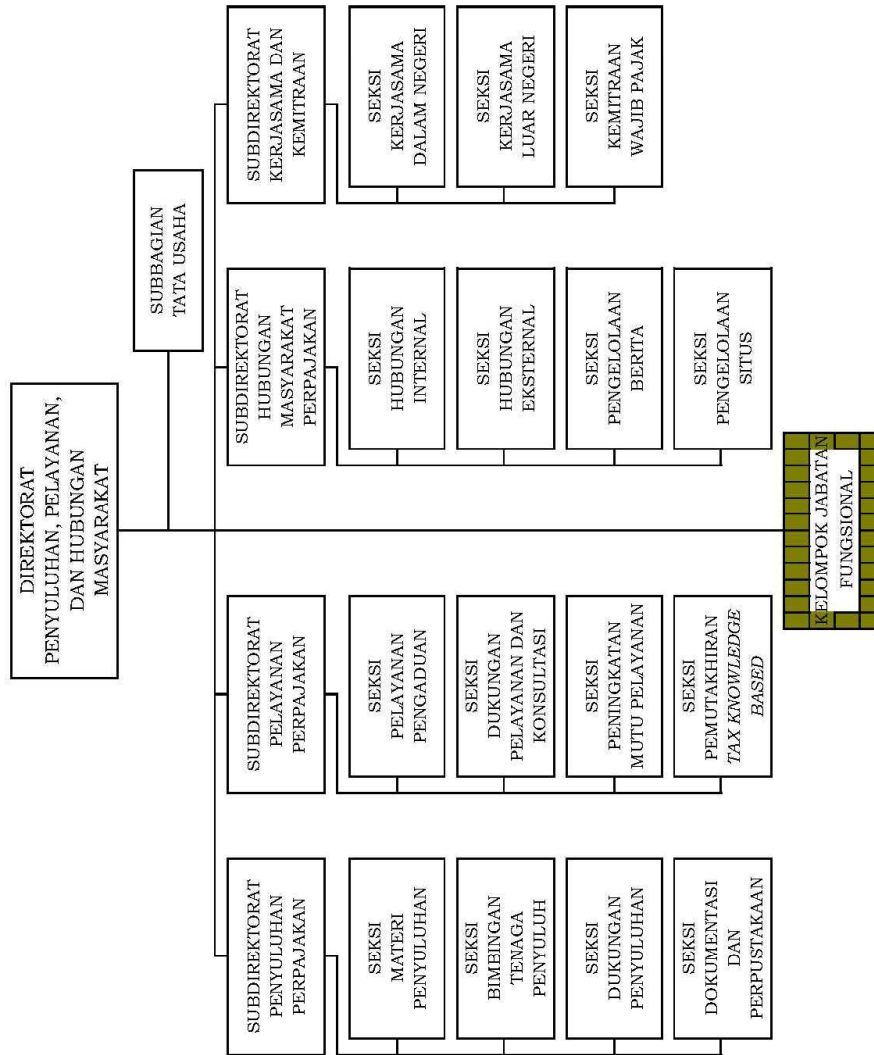 DIREKTORAT
PENYULUHAN, PELAYANAN,
DAN HUBUNGAN
MASYARAKAT
SUBBAGIAN
TATA USAHA
SUBDIREKTORAT
PENYULUHAN
PERPAJAKAN
SEKSI
MATERI
PENYULUHAN
SEKSI
BIMBINGAN
TENAGA
PENYULUH
SEKSI
DUKUNGAN
PENYULUHAN
SEKSI
DOKUMENTASI
DAN
PERPUSTAKAAN
SUBDIREKTORAT
PELAYANAN
PERPAJAKAN
SEKSI
PELAYANAN
PENGADUAN
SEKSI
DUKUNGAN
PELAYANAN DAN
KONSULTASI
SEKSI
PENINGKATAN
MUTU PELAYANAN
SEKSI
PEMUTAKHIRAN
TAX KNOWLEDGE
BASED
SUBDIREKTORAT
HUBUNGAN
MASYARAKAT
PERPAJAKAN
SEKSI
HUBUNGAN
INTERNAL
SEKSI
HUBUNGAN
EKSTERNAL
SEKSI
PENGELOLAAN
BERITA
SEKSI
PENGELOLAAN
SITUS
SUBDIREKTORAT
KERJASAMA DAN
KEMITRAAN
SEKSI
KERJASAMA
DALAM NEGERI
SEKSI
KERJASAMA
LUAR NEGERI
SEKSI
KEMITRAAN
WAJIB PAJAK
KELOMPOK JABATAN
FUNGSIONAL